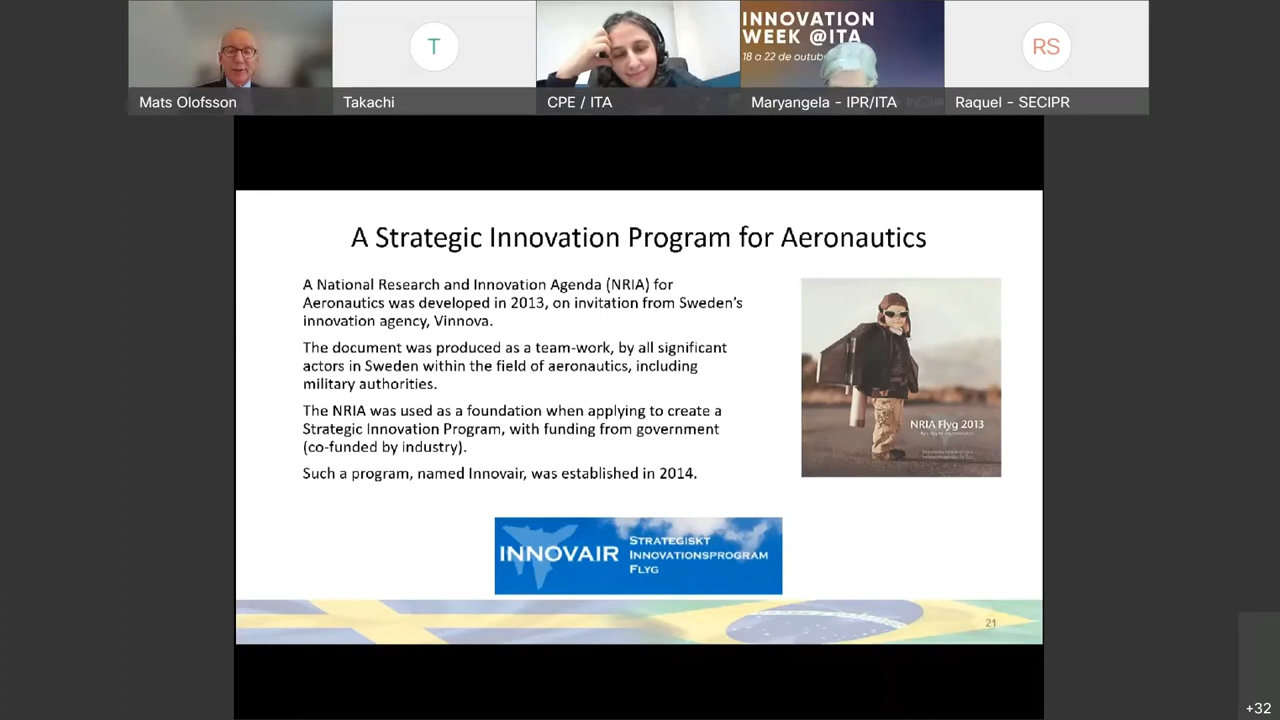 INNOVATION
WEEK @ITA
18 a 22 de outub
T
RS
Mats Olofsson
Takachi
CPE / ITA
Maryangela - IPR/ITA
Raquel - SECIPR
A Strategic Innovation Program for Aeronautics
A National Research and Innovation Agenda (NRIA) for
Aeronautics was developed in 2013, on invitation from Sweden's
innovation agency, Vinnova.
The document was produced as a team-work, by all significant
actors in Sweden within the field of aeronautics, including
military authorities.
The NRIA was used as a foundation when applying to create a
Strategic Innovation Program, with funding from government
(co-funded by industry).
Such a program, named Innovair, was established in 2014.
NRIA Flyg 2013
INNOVAIR
STRATEGISKT
INNOVATIONSPROGRAM
FLYG
21
+32